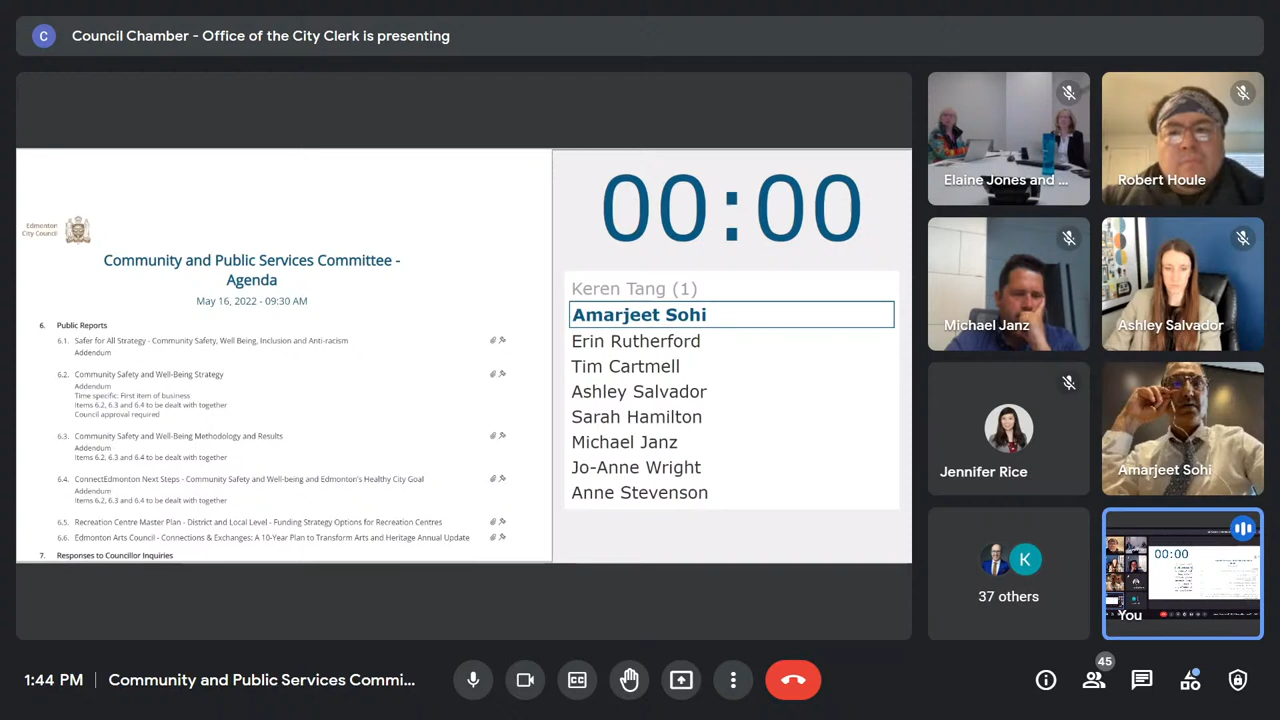 C
Council Chamber - Office of the City Clerk is presenting
Edmonton
City Council
Community and Public Services Committee -
Agenda
May 16, 2022 - 09:30 AM
6. Public Reports
6.1. Safer for All Strategy - Community Safety, Well Being, Inclusion and Anti-racism
Addendum
6.2. Community Safety and Well-Being Strategy
Addendum
Time specific: First item of business
Items 6.2, 6.3 and 6.4 to be dealt with together
Council approval required
6.3. Community Safety and Well-Being Methodology and Results
Addendum
Items 6.2, 6.3 and 6.4 to be dealt with together
6.4. ConnectEdmonton Next Steps - Community Safety and Well-being and Edmonton's Healthy City Goal
Addendum
Items 6.2, 6.3 and 6.4 to be dealt with together
6.5. Recreation Centre Master Plan - District and Local Level - Funding Strategy Options for Recreation Centres
6.6. Edmonton Arts Council - Connections & Exchanges: A 10-Year Plan to Transform Arts and Heritage Annual Update
7. Responses to Councillor Inquiries
00:00
Keren Tang (1)
Amarjeet Sohi
Erin Rutherford
Tim Cartmell
Ashley Salvador
Sarah Hamilton
Michael Janz
Jo-Anne Wright
Anne Stevenson
Elaine Jones and ...
Robert Houle
Michael Janz
Ashley Salvador
Jennifer Rice
Amarjeet Sohi
K
37 others
00:00
You
1:44 PM
Community and Public Services Commi...
CC
45